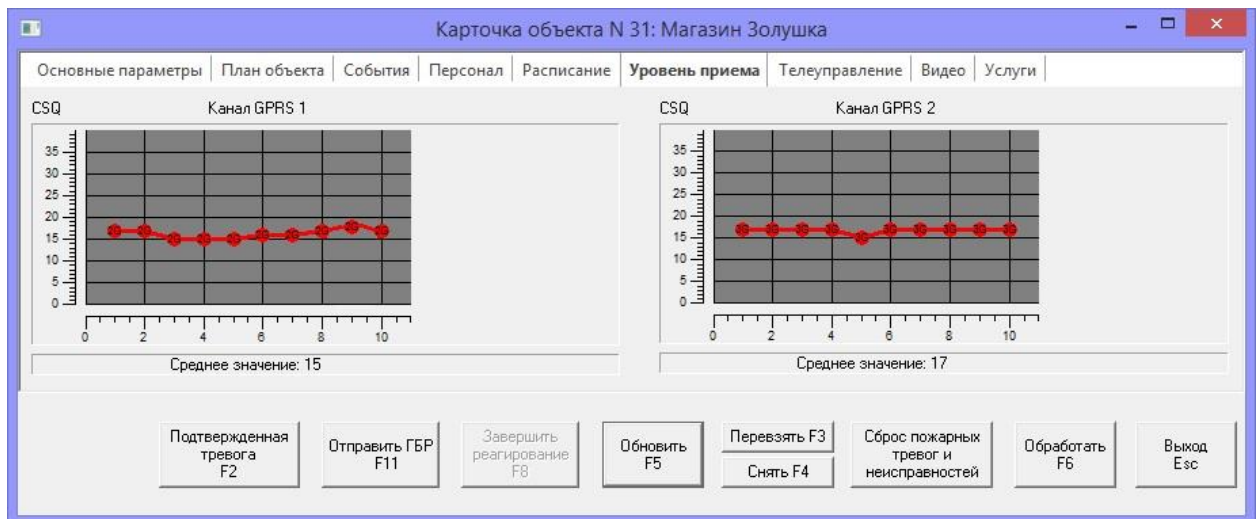 Карточка объекта N 31: Магазин Золушка
Основные параметры План объекта События Персонал Расписание Уровень приема Телеуправление Видео Услуги
CSQ Канал GPRS 1
35
30
25
20
15
10
5
0
0 2 4 6 8 10
Среднее значение: 15
CSQ Канал GPRS 2
35
30
25
20
15
10
5
0
0 2 4 6 8 10
Среднее значение: 17
Подтвержденная
тревога
F2
Отправить ГБР
F11
Завершить
реагирование
F8
Обновить
F5
Перевзять F3
Снять F4
Сброс пожарных
тревог и
неисправностей
Обработать
F6
Выход
Esc